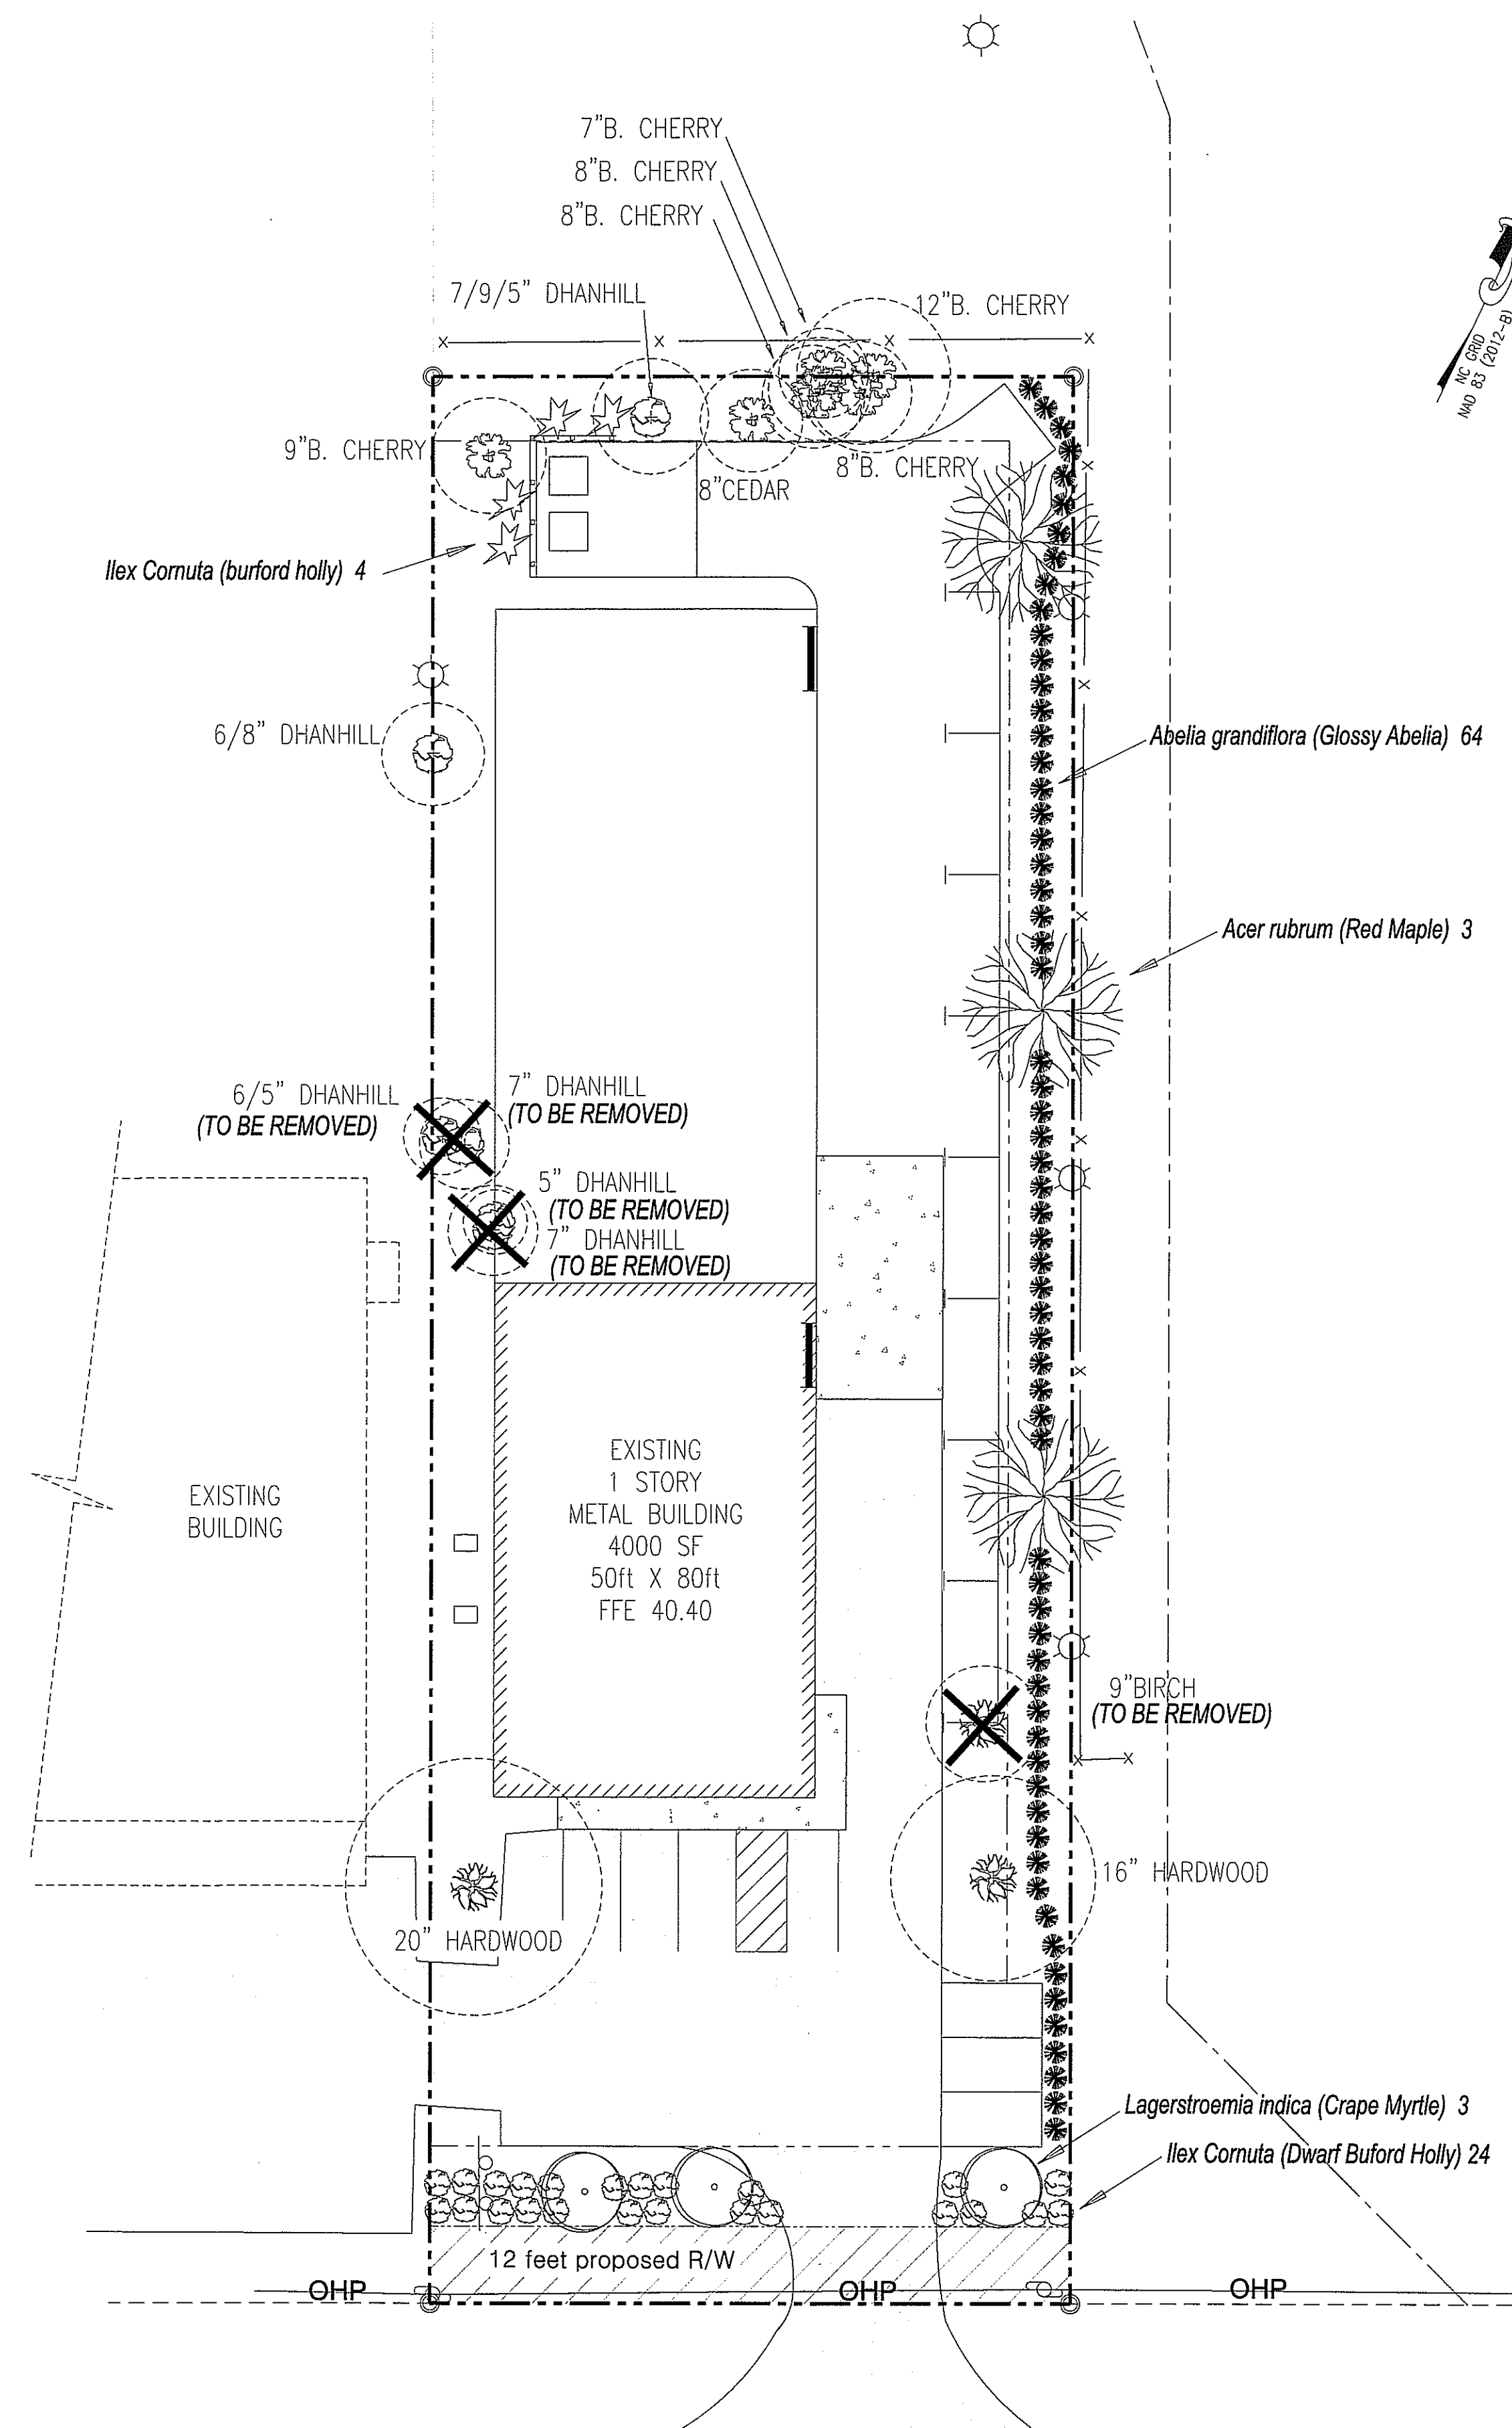 7"B. CHERRY
8"B. CHERRY
8"B. CHERRY
7/9/5" DHANHILL
12"B. CHERRY
NC GRID
NAD 83 (2012-B)
9"B. CHERRY
8"B. CHERRY
8"CEDAR
Ilex Cornuta (burford holly) 4
6/8" DHANHILL
Abelia grandiflora (Glossy Abelia) 64
Acer rubrum (Red Maple) 3
6/5" DHANHILL
(TO BE REMOVED)
7" DHANHILL
(TO BE REMOVED)
5" DHANHILL
(TO BE REMOVED)
7" DHANHILL
(TO BE REMOVED)
EXISTING
BUILDING
EXISTING
1 STORY
METAL BUILDING
4000 SF
50ft X 80ft
FFE 40.40
9"BIRCH
(TO BE REMOVED)
16" HARDWOOD
20" HARDWOOD
Lagerstroemia indica (Crape Myrtle) 3
Ilex Cornuta (Dwarf Buford Holly) 24
12 feet proposed R/W
OHP
OHP
OHP